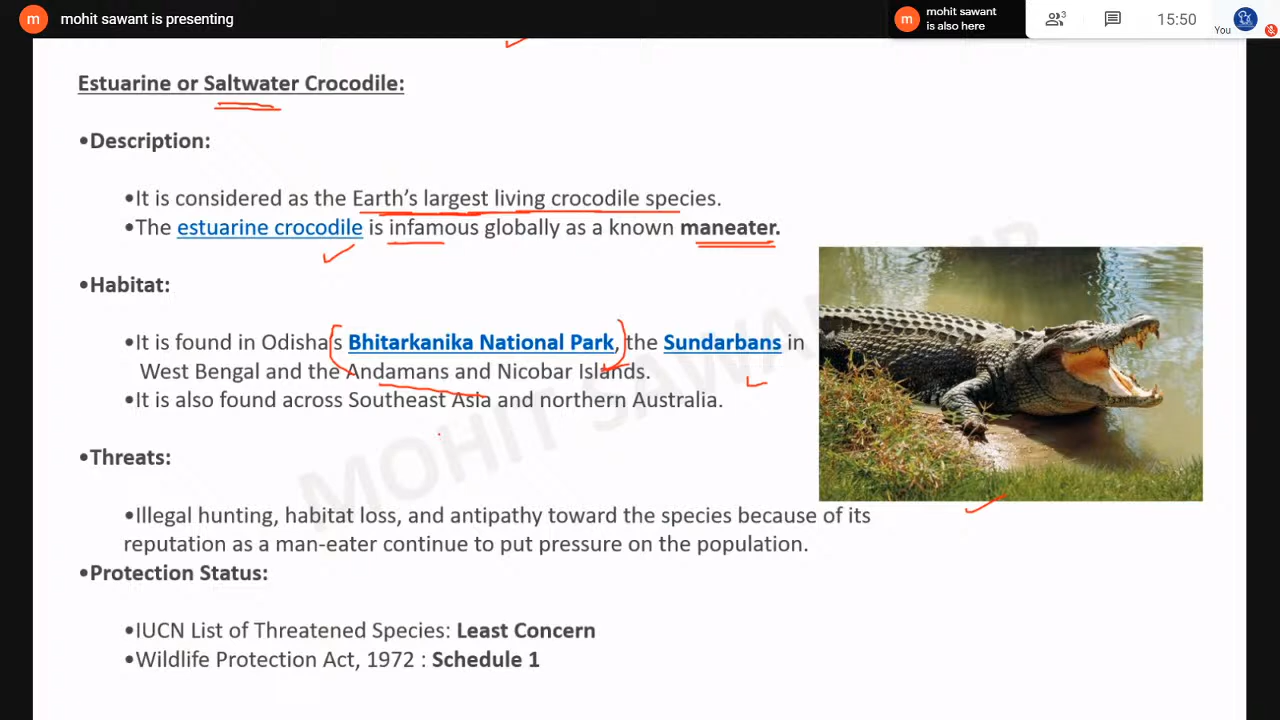 m mohit sawant is presenting
m mohit sawant is also here
3
15:50
You
Estuarine or Saltwater Crocodile:
•Description:
•It is considered as the Earth's largest living crocodile species.
•The estuarine crocodile is infamous globally as a known maneater.
•Habitat:
•It is found in Odisha's Bhitarkanika National Park, the Sundarbans in
West Bengal and the Andamans and Nicobar Islands.
•It is also found across Southeast Asia and northern Australia.
•Threats:
•Illegal hunting, habitat loss, and antipathy toward the species because of its
reputation as a man-eater continue to put pressure on the population.
•Protection Status:
•IUCN List of Threatened Species: Least Concern
•Wildlife Protection Act, 1972 : Schedule 1
MOHIT SAWA